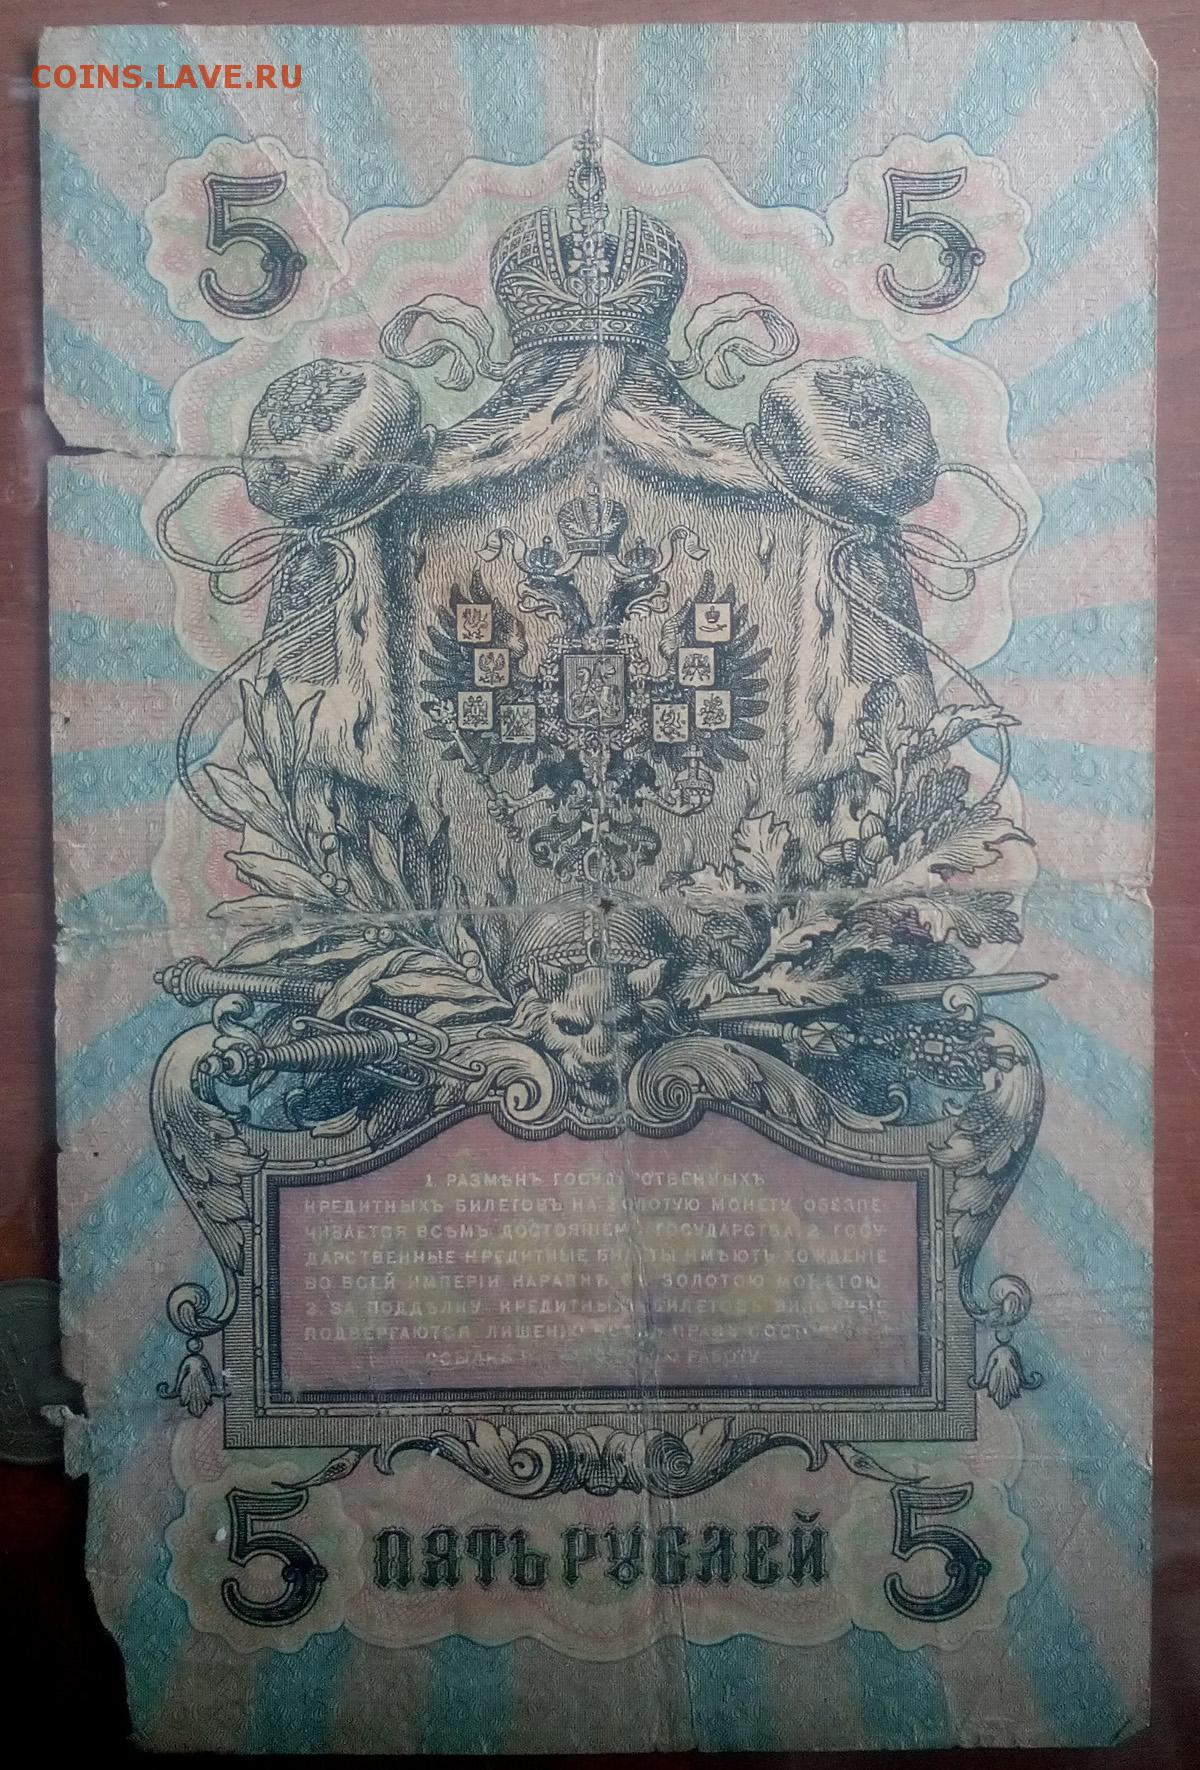 COINS.LAVE.RU
5 5
1. РАЗМѢНЪ ГОСУДАРСТВЕННЫХЪ
КРЕДИТНЫХЪ БИЛЕТОВЪ НА ЗОЛОТУЮ МОНЕТУ ОБЕЗПЕ-
ЧИВАЕТСЯ ВСѢМЪ ДОСТОЯНІЕМЪ ГОСУДАРСТВА. 2. ГОСУ-
ДАРСТВЕННЫЕ КРЕДИТНЫЕ БИЛЕТЫ ИМѢЮТЪ ХОЖДЕНІЕ
ВО ВСЕЙ ИМПЕРІИ НАРАВНѢ СЪ ЗОЛОТОЮ МОНЕТОЮ
3. ЗА ПОДДѢЛКУ КРЕДИТНЫХЪ БИЛЕТОВЪ ВИНОВНЫЕ
ПОДВЕРГАЮТСЯ ЛИШЕНІЮ ПРАВЪ
РАБОТУ
5 ПЯТЬ РУБЛЕЙ 5